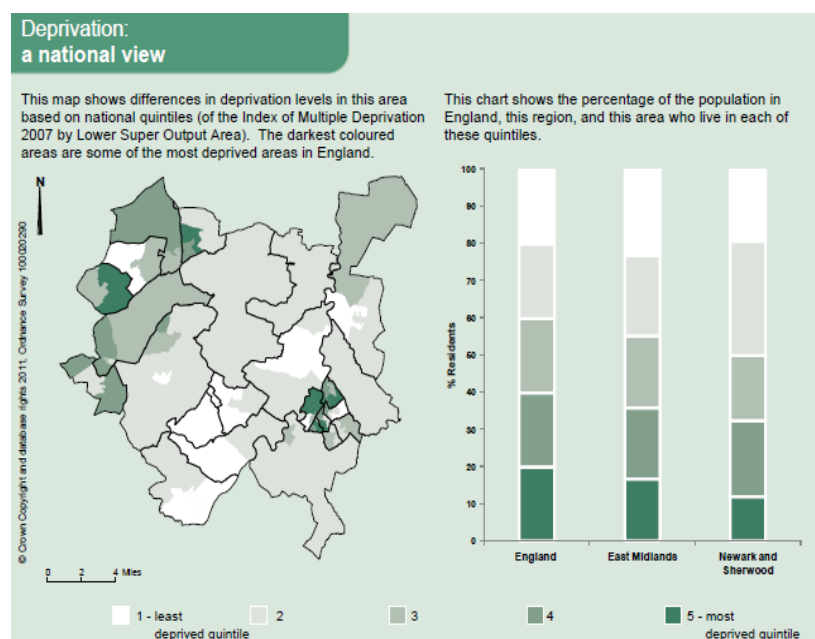 Deprivation:
a national view
This map shows differences in deprivation levels in this area
based on national quintiles (of the Index of Multiple Deprivation
2007 by Lower Super Output Area). The darkest coloured
areas are some of the most deprived areas in England.
N
© Crown Copyright and database rights 2011. Ordnance Survey 100020290
0 2 4 Miles
This chart shows the percentage of the population in
England, this region, and this area who live in each of
these quintiles.
% Residents
100
90
80
70
60
50
40
30
20
10
0
England East Midlands Newark and
Sherwood
1 - least 2 3 4 5 - most
deprived quintile deprived quintile